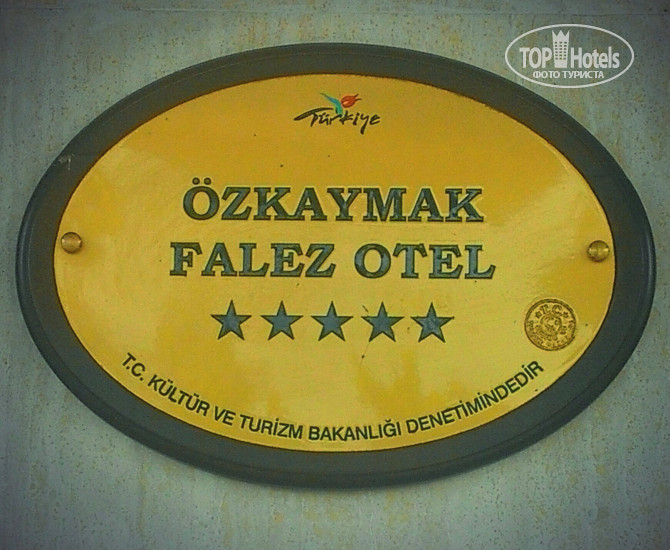 TOP Hotels
ФОТО ТУРИСТА
Türkiye
ÖZKAYMAK
FALEZ OTEL
T.C. KÜLTÜR VE TURİZM BAKANLIĞI DENETİMİNDEDİR